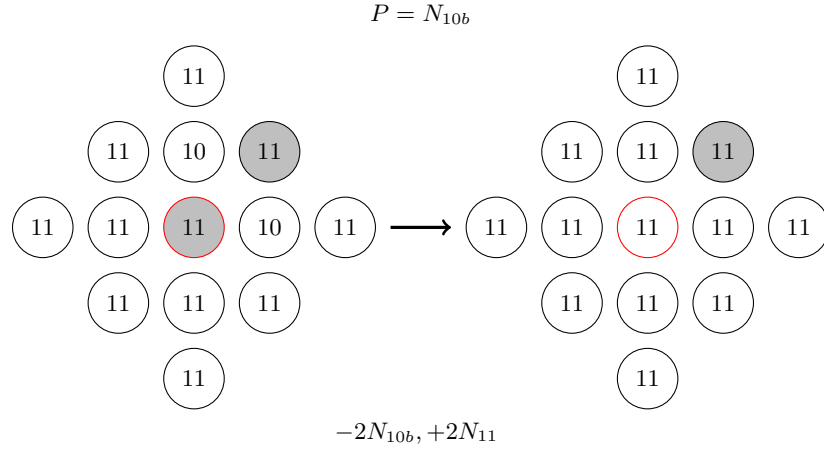 P = N_{10b}
11 11
11 10 11 11 11 11
11 11 11 10 11 11 11 11 11 11
11 11 11 11 11 11
11 11
−2N_{10b}, +2N_{11}